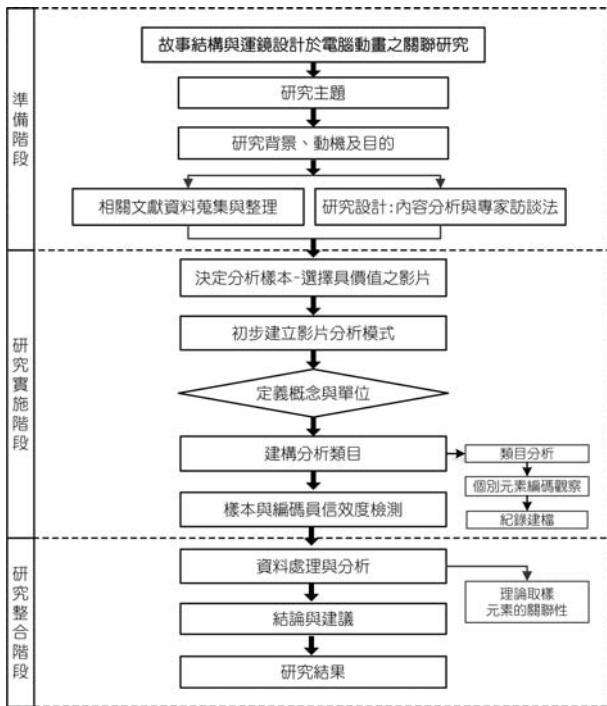 準備階段
故事結構與運鏡設計於電腦動畫之關聯研究
研究主題
研究背景、動機及目的
相關文獻資料蒐集與整理
研究設計:內容分析與專家訪談法
研究實施階段
決定分析樣本-選擇具價值之影片
初步建立影片分析模式
定義概念與單位
建構分析類目
類目分析
個別元素編碼觀察
紀錄建檔
樣本與編碼員信效度檢測
研究整合階段
資料處理與分析
理論取樣
元素的關聯性
結論與建議
研究結果